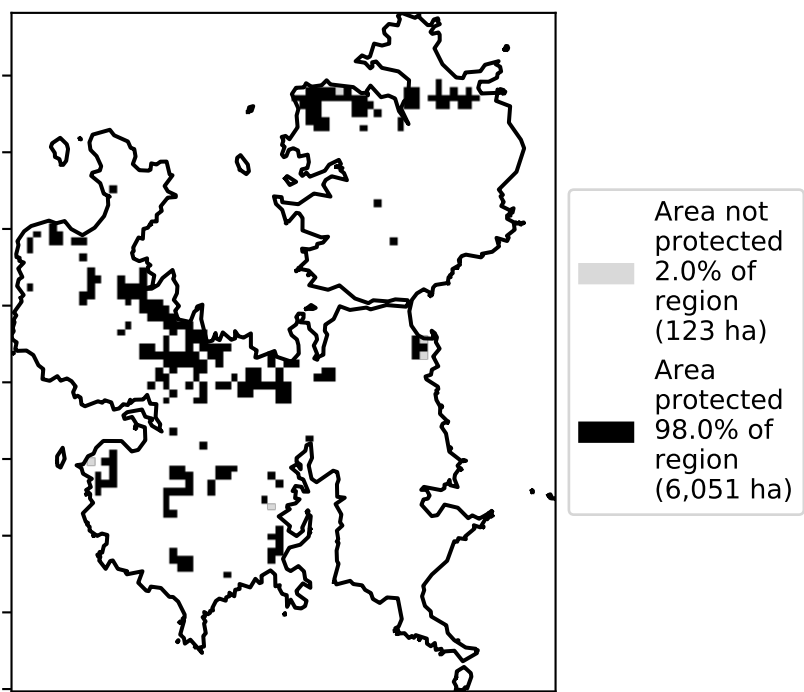 Area not
protected
2.0% of
region
(123 ha)
Area
protected
98.0% of
region
(6,051 ha)